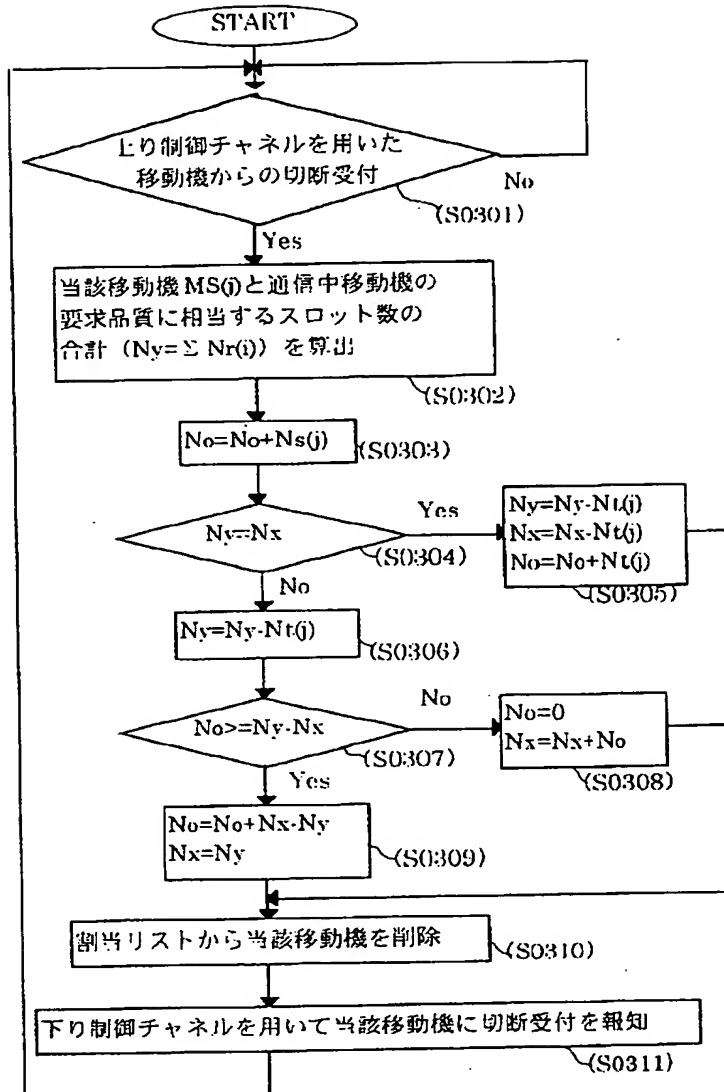 START
上り制御チャネルを用いた
移動機からの切断受付
No
(S0301)
Yes
当該移動機 MS(j)と通信中移動機の
要求品質に相当するスロット数の
合計（Ny=Σ Nr(i)）を算出
(S0302)
No=No+Ns(j)
(S0303)
Ny=Nx
Yes
(S0304)
Ny=Ny-Nt(j)
Nx=Nx-Nt(j)
No=No+Nt(j)
(S0305)
No
Ny=Ny-Nt(j)
(S0306)
No>=Ny-Nx
No
(S0307)
No=0
Nx=Nx+No
(S0308)
Yes
No=No+Nx-Ny
Nx=Ny
(S0309)
割当リストから当該移動機を削除
(S0310)
下り制御チャネルを用いて当該移動機に切断受付を報知
(S0311)